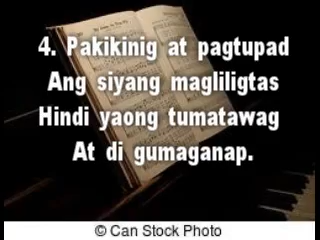 4. Pakikinig at pagtupad
Ang siyang magliligtas
Hindi yaong tumatawag
At di gumaganap.
© Can Stock Photo